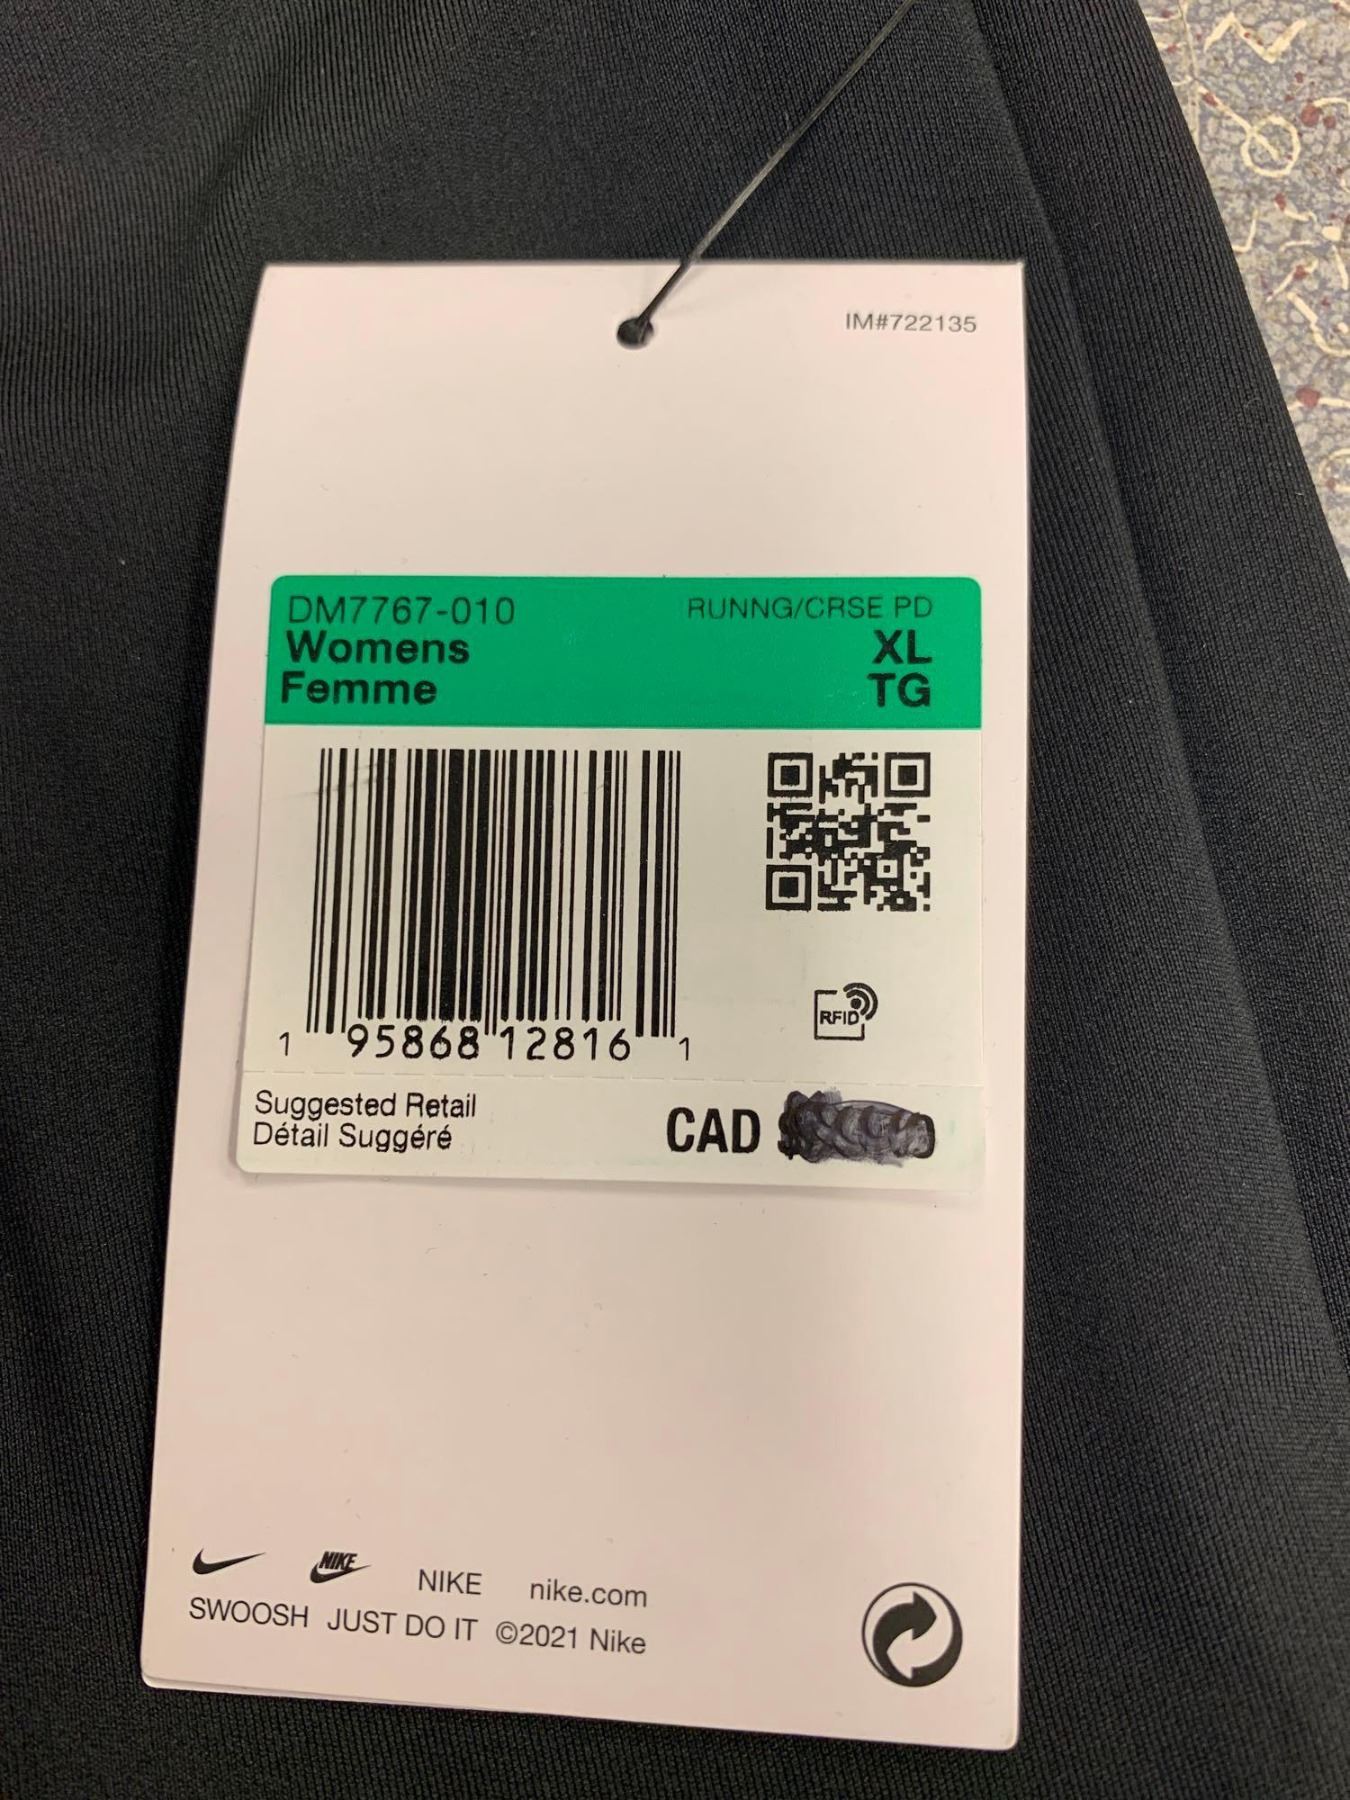 IM#722135
DM7767-010 RUNNG/CRSE PD
Womens XL
Femme TG
1 95868 12816 1
RFID
Suggested Retail
Détail Suggéré
CAD
NIKE NIKE nike.com
SWOOSH JUST DO IT ©2021 Nike